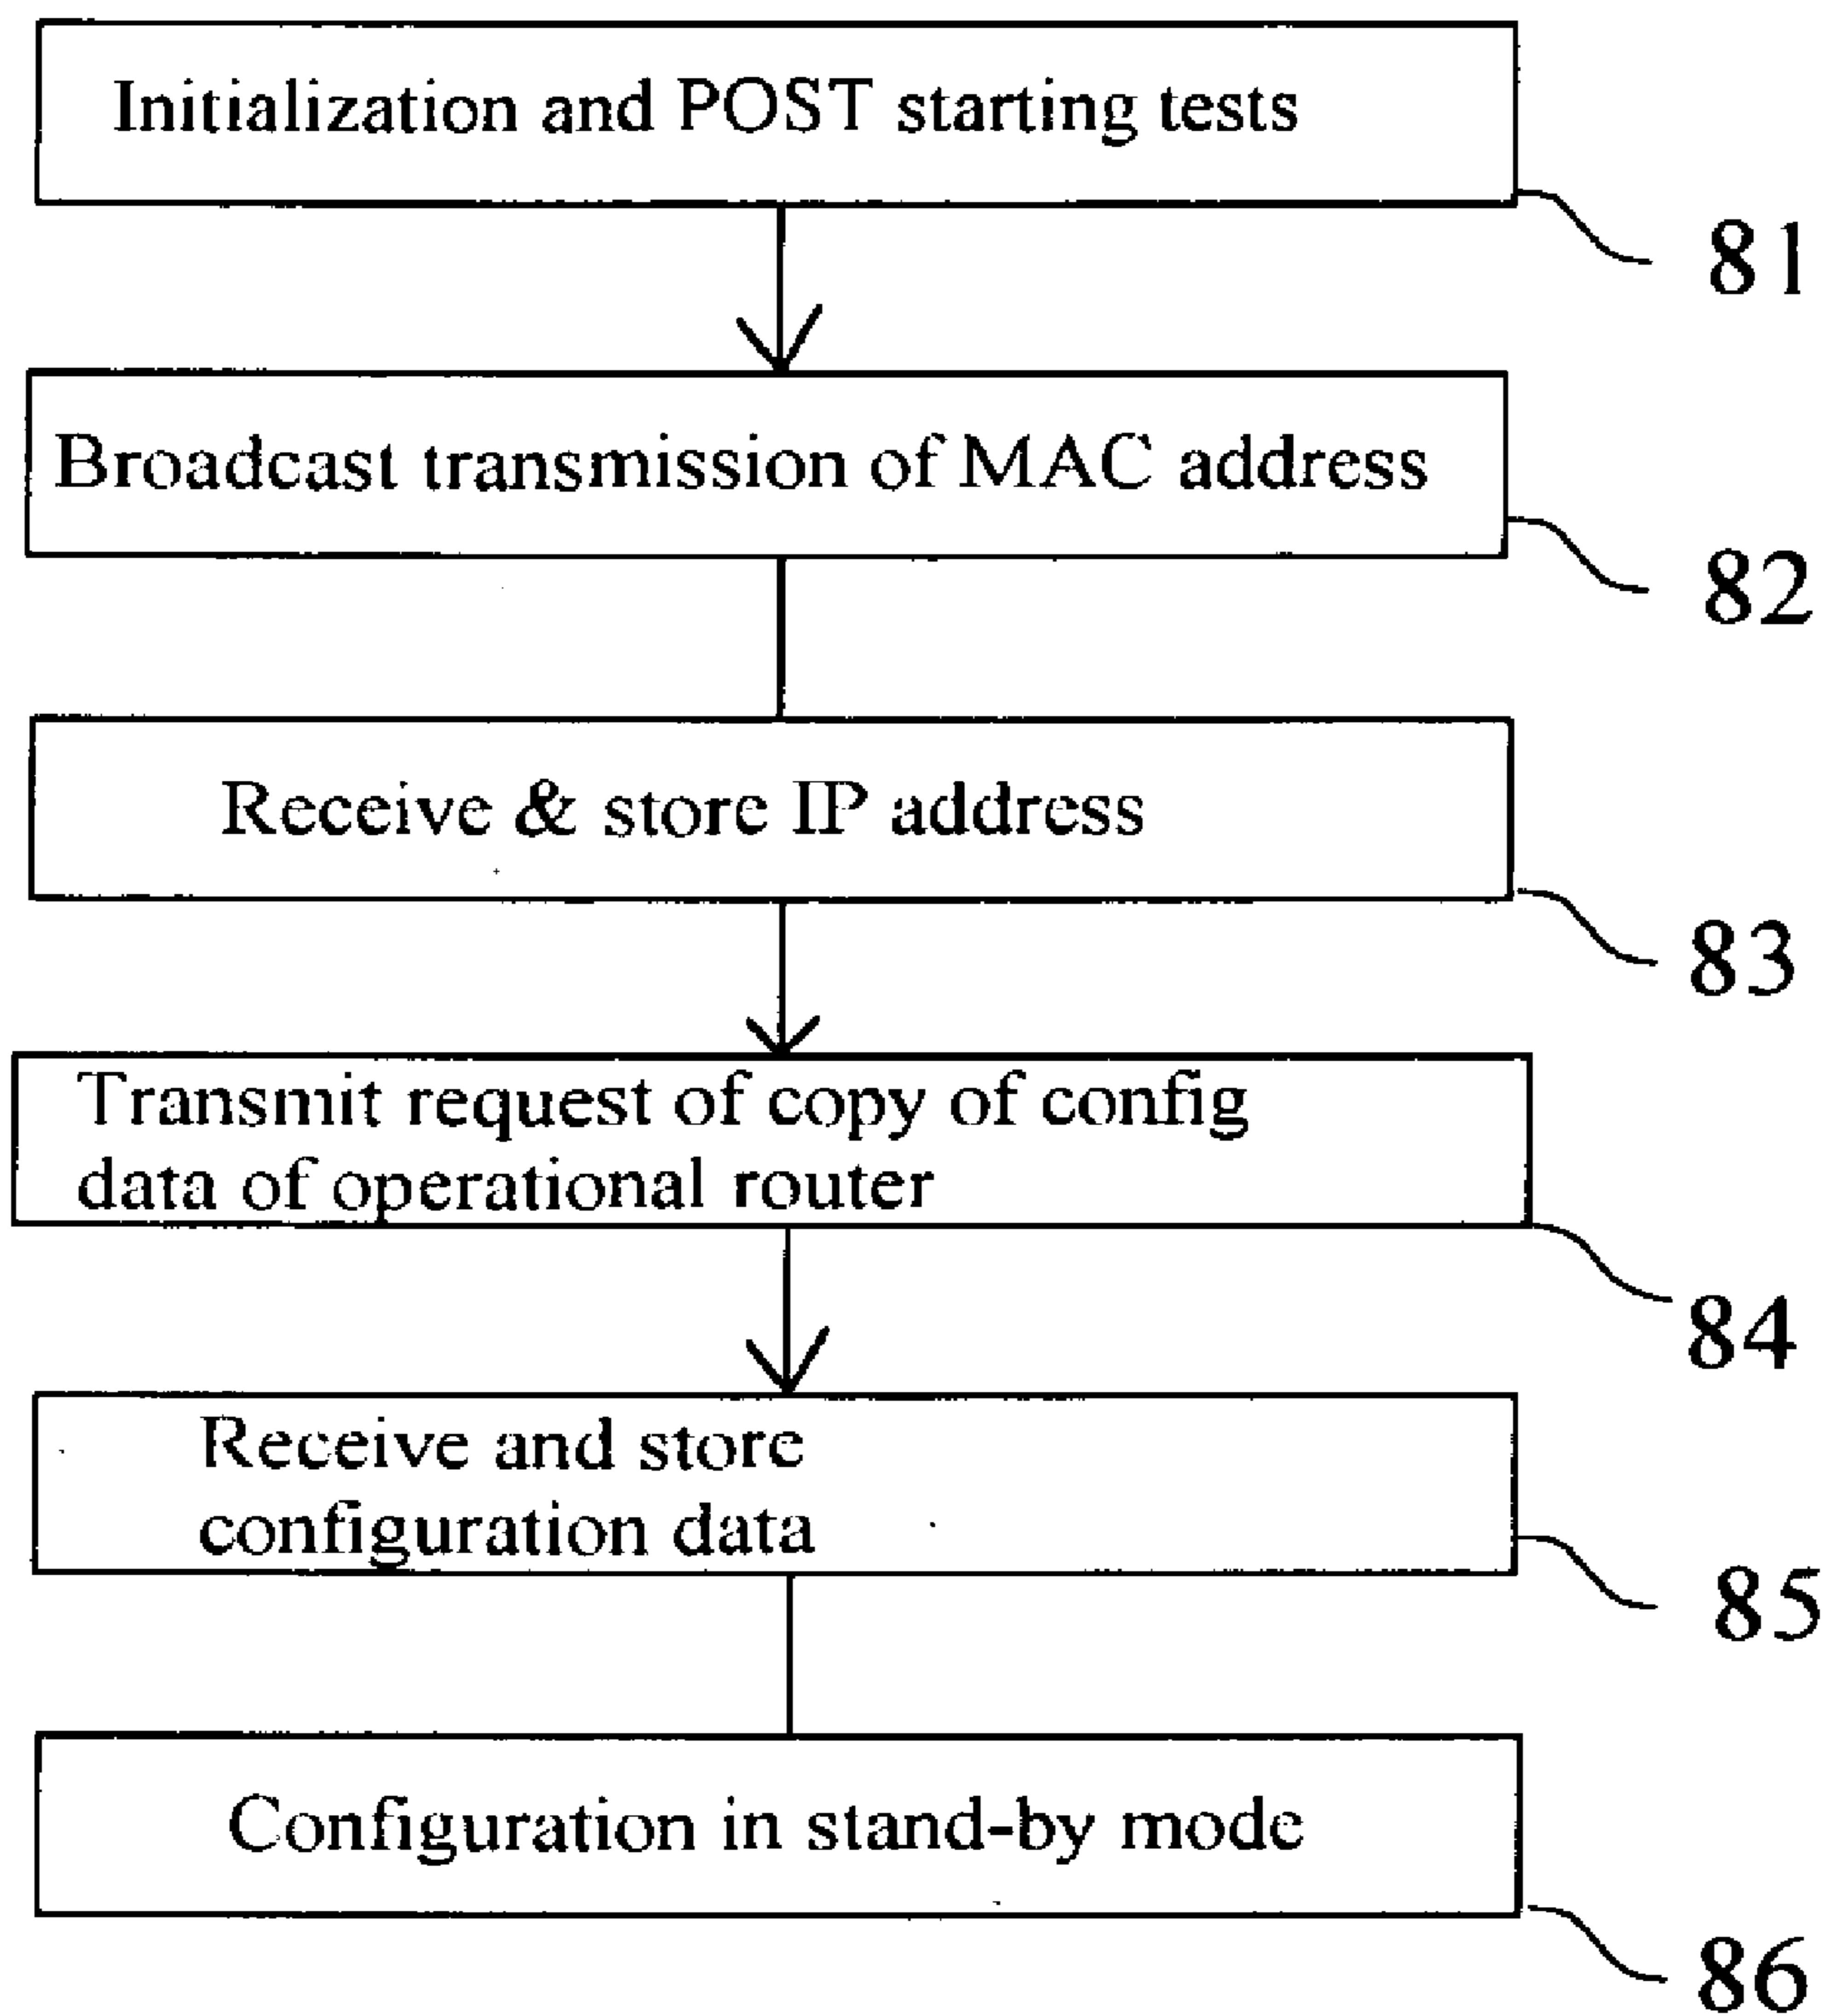 Initialization and POST starting tests
81
Broadcast transmission of MAC address
82
Receive & store IP address
83
Transmit request of copy of config
data of operational router
84
Receive and store
configuration data
85
Configuration in stand-by mode
86